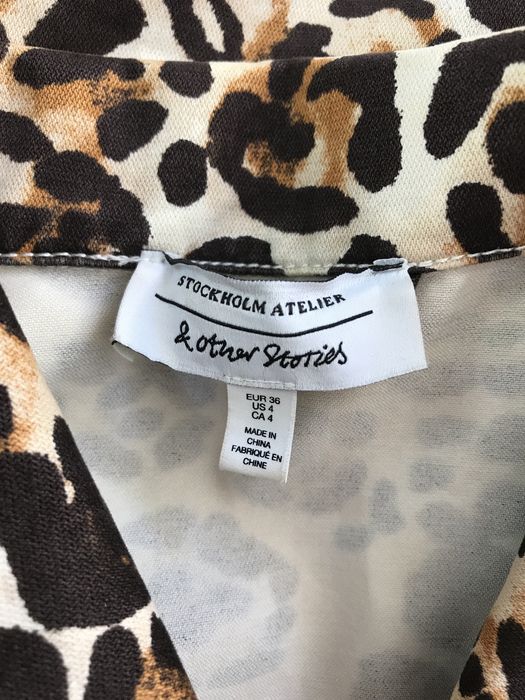 STOCKHOLM ATELIER
& other Stories
EUR 36
US 4
CA 4
MADE IN
CHINA
FABRIQUÉ EN
CHINE